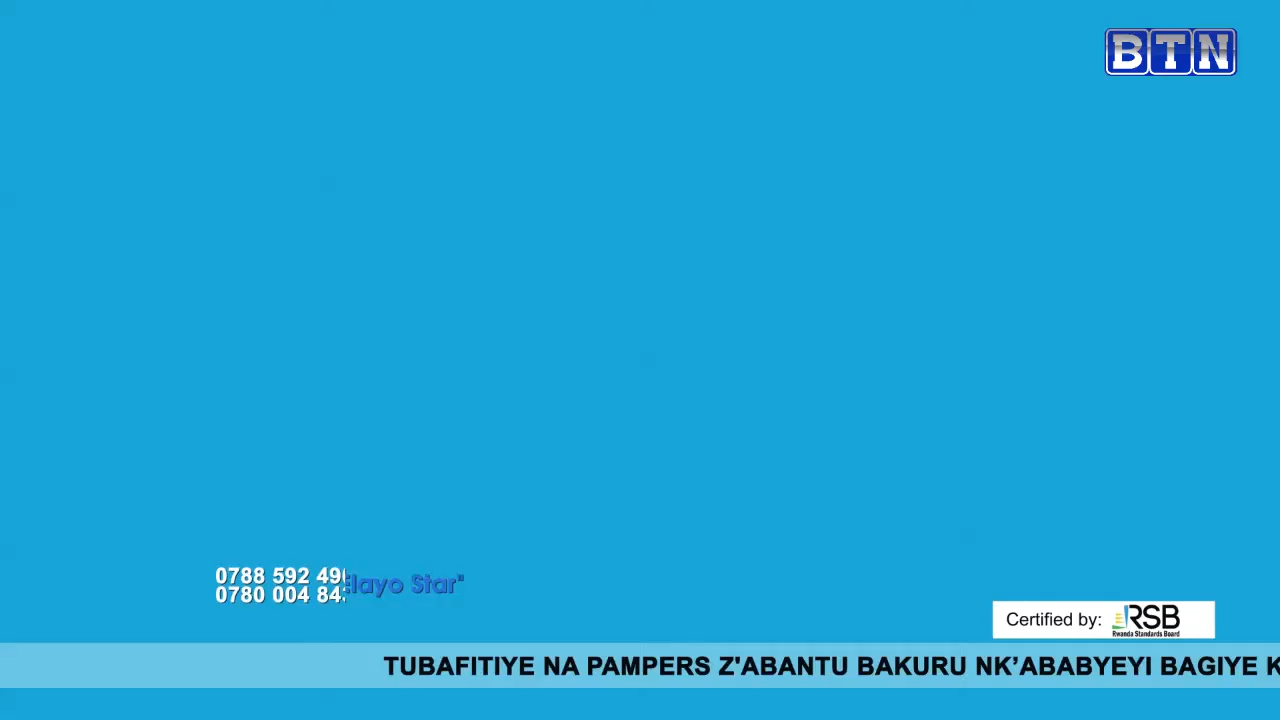 BTN
0788 592 49
0780 004 84
layo Star"
Certified by: RSB
Rwanda Standards Board
TUBAFITIYE NA PAMPERS Z'ABANTU BAKURU NK’ABABYEYI BAGIYE K